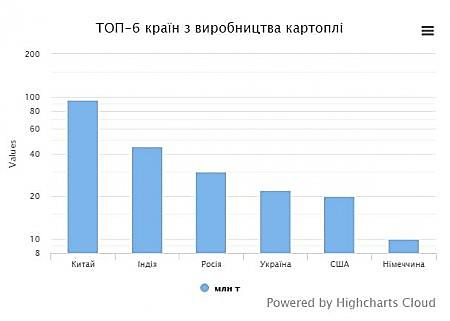 ТОП-6 країн з виробництва картоплі
200
100
80
60
40
20
10
8
Values
Китай Індія Росія Україна США Німеччина
млн т
Powered by Highcharts Cloud